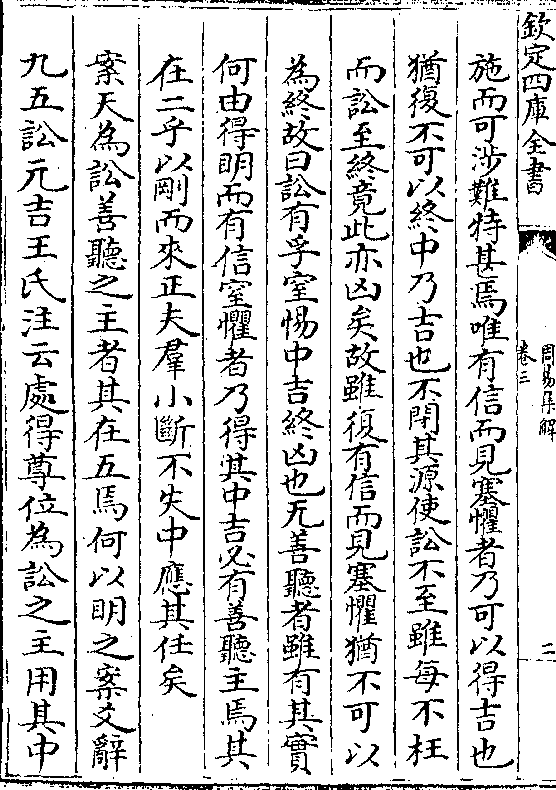 欽定四庫全書
周易集解
卷三
二
施而可涉難特甚焉唯有信而見塞懼者乃可以得吉也
猶復不可以終中乃吉也不閉其源使訟不至雖每不枉
而訟至終竟此亦凶矣故雖復有信而見塞懼猶不可以
為終故曰訟有孚窒惕中吉終凶也无善聽者雖有其實
何由得明而有信窒懼者乃得其中吉必有善聽主焉其
在二乎以剛而來正夫羣小斷不失中應其任矣
案天為訟善聽之主者其在五焉何以明之案爻辭
九五訟元吉王氏注云處得尊位為訟之主用其中